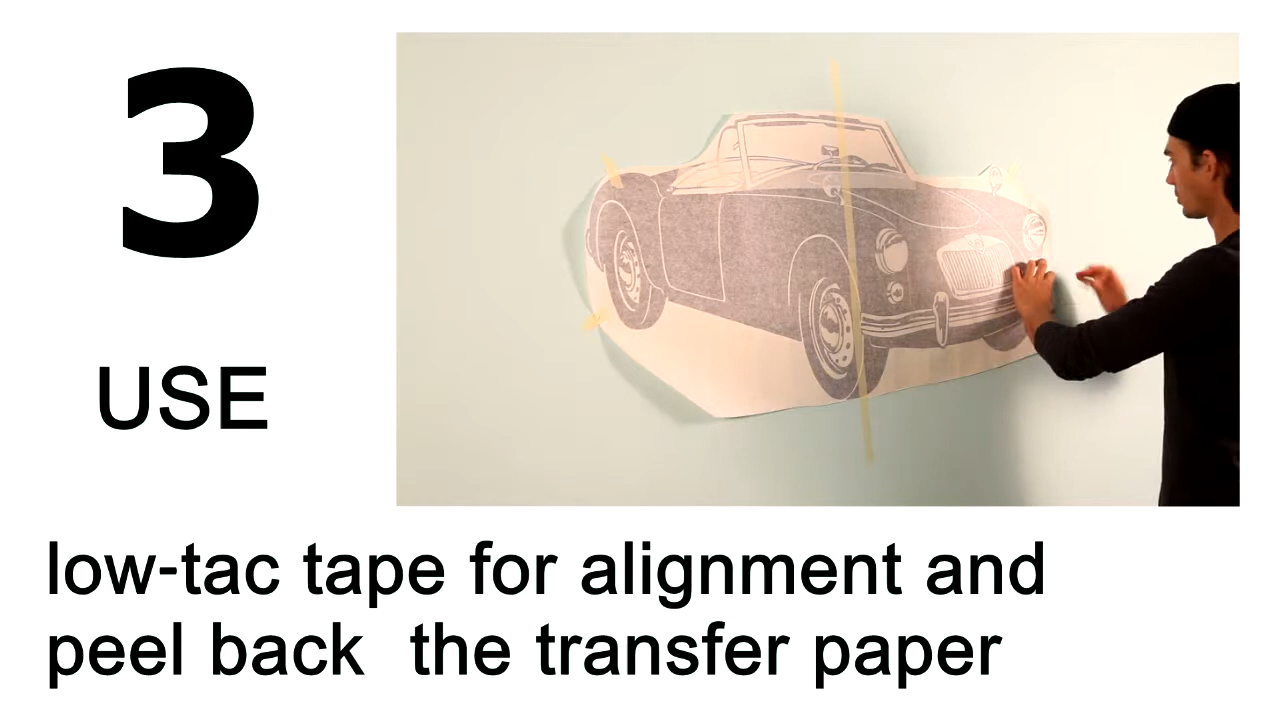 3
USE
low-tac tape for alignment and
peel back  the transfer paper